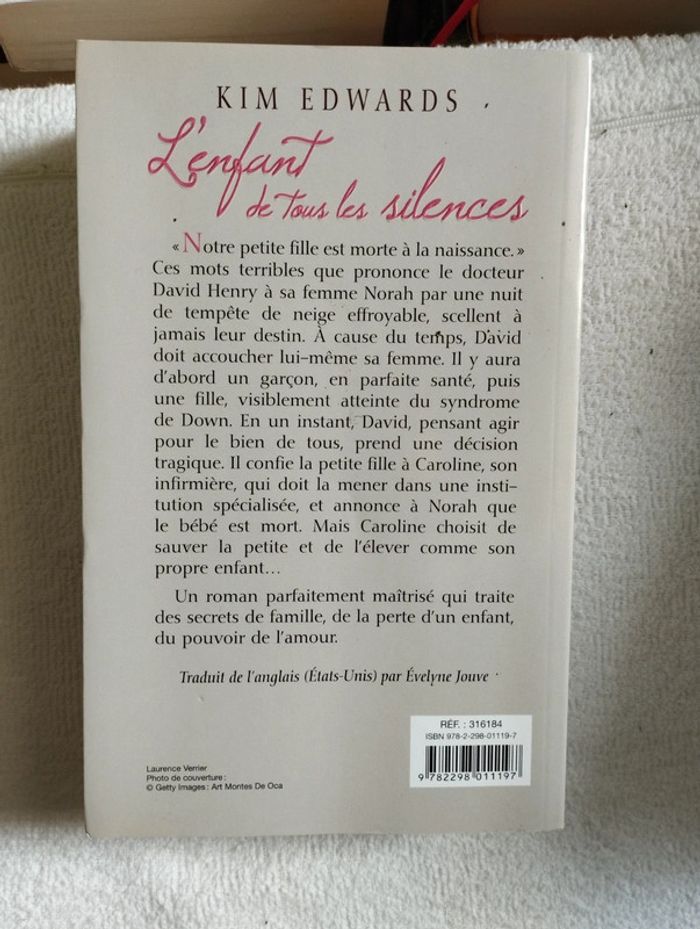 KIM EDWARDS
L'enfant
de tous les silences
« Notre petite fille est morte à la naissance. »
Ces mots terribles que prononce le docteur
David Henry à sa femme Norah par une nuit
de tempête de neige effroyable, scellent à
jamais leur destin. À cause du temps, David
doit accoucher lui-même sa femme. Il y aura
d'abord un garçon, en parfaite santé, puis
une fille, visiblement atteinte du syndrome
de Down. En un instant, David, pensant agir
pour le bien de tous, prend une décision
tragique. Il confie la petite fille à Caroline, son
infirmière, qui doit la mener dans une insti-
tution spécialisée, et annonce à Norah que
le bébé est mort. Mais Caroline choisit de
sauver la petite et de l'élever comme son
propre enfant…
Un roman parfaitement maîtrisé qui traite
des secrets de famille, de la perte d'un enfant,
du pouvoir de l'amour.
Traduit de l'anglais (États-Unis) par Évelyne Jouve
RÉF. : 316184
ISBN 978-2-298-01119-7
9 782298 011197
Laurence Verrier
Photo de couverture :
© Getty Images : Art Montes De Oca